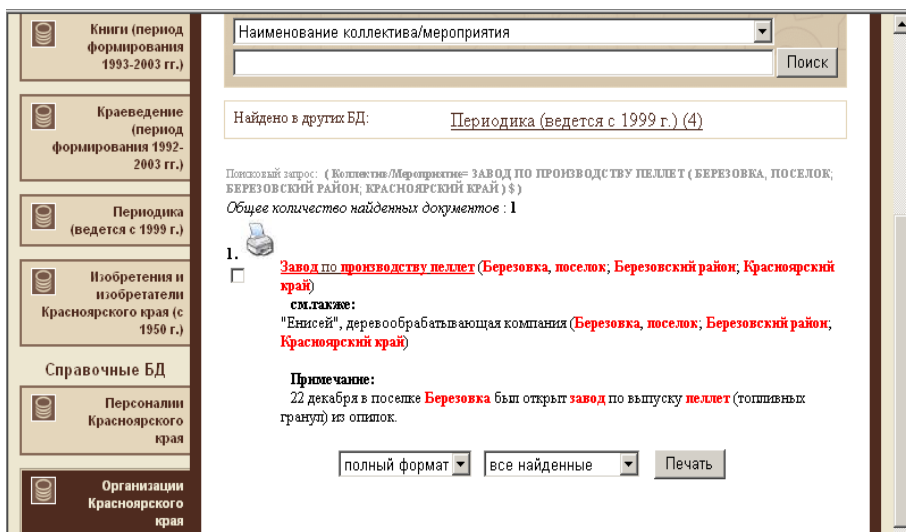 Книги (период
формирования
1993-2003 гг.)
Краеведение
(период
формирования 1992-
2003 гг.)
Периодика
(ведется с 1999 г.)
Изобретения и
изобретатели
Красноярского края (с
1950 г.)
Справочные БД
Персоналии
Красноярского
края
Организации
Красноярского
края
Наименование коллектива/мероприятия
Поиск
Найдено в других БД: Периодика (ведется с 1999 г.) (4)
Поисковый запрос: ( Коллектив/Мероприятие= ЗАВОД ПО ПРОИЗВОДСТВУ ПЕЛЛЕТ ( БЕРЕЗОВКА, ПОСЕЛОК;
БЕРЕЗОВСКИЙ РАЙОН; КРАСНОЯРСКИЙ КРАЙ ) $ )
Общее количество найденных документов : 1
1.
Завод по производству пеллет (Березовка, поселок; Березовский район; Красноярский
край)
см.также:
"Енисей", деревообрабатывающая компания (Березовка, поселок; Березовский район;
Красноярский край)
Примечание:
22 декабря в поселке Березовка был открыт завод по выпуску пеллет (топливных
гранул) из опилок.
полный формат все найденные Печать